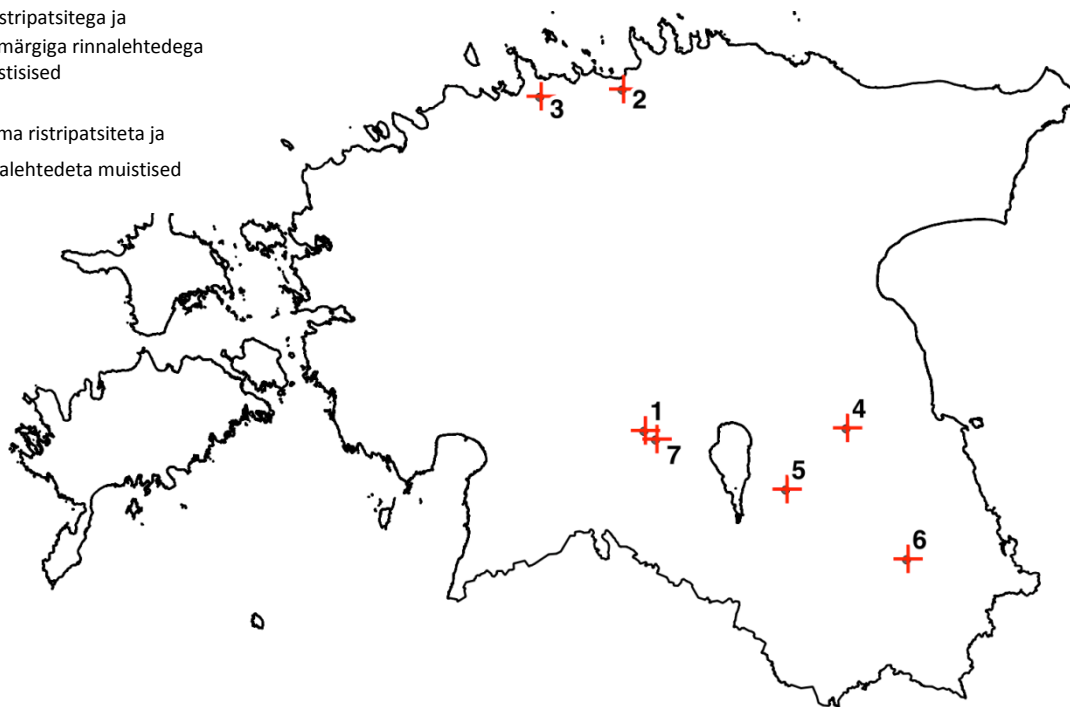 stripatsitega ja
märgiga rinnalehtedega
stisised
ma ristripatsiteta ja
alehtedeta muistised
3
2
1
7
4
5
6